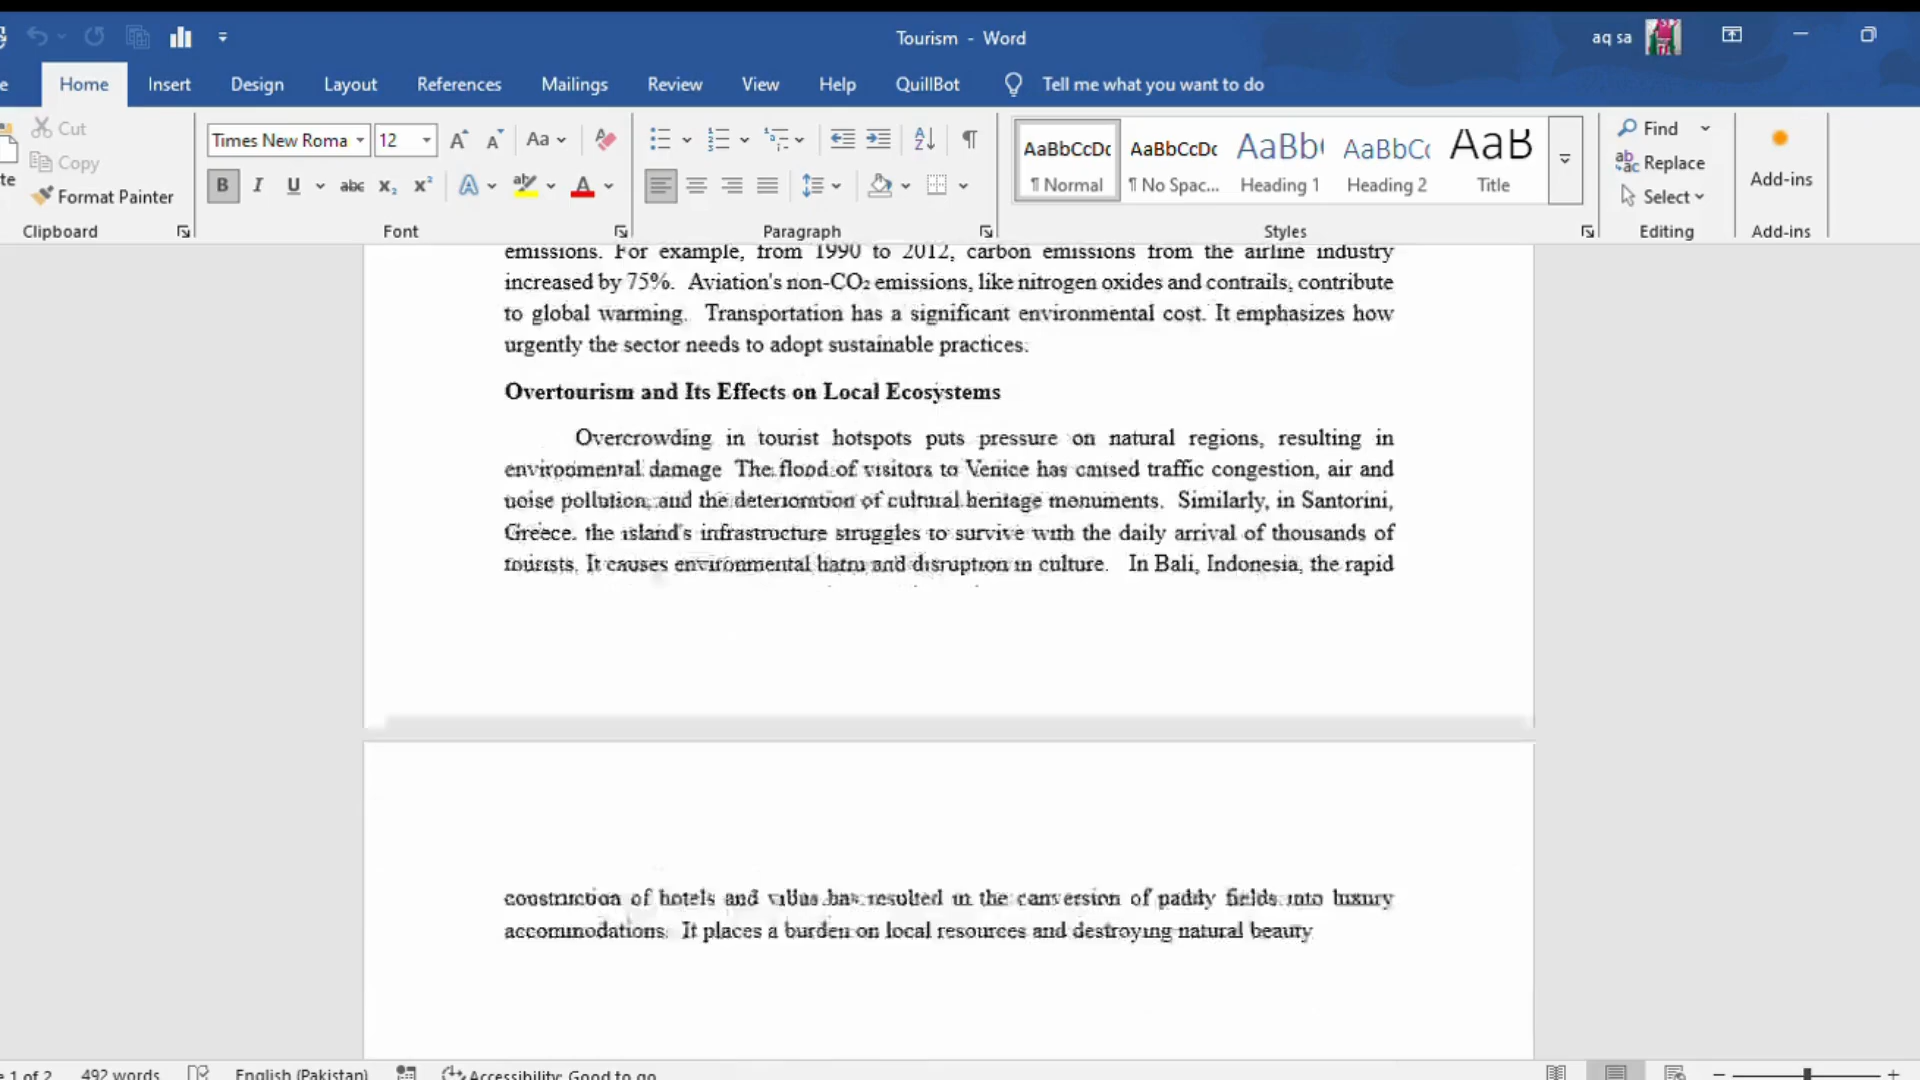 Tourism - Word
aq sa
Home Insert Design Layout References Mailings Review View Help QuillBot Tell me what you want to do
Cut
Copy
Format Painter
Clipboard
Times New Roma 12
Font
Paragraph
AaBbCcDc AaBbCcDc AaBb( AaBbCc AaB
¶ Normal ¶ No Spac... Heading 1 Heading 2 Title
Styles
Find
Replace
Select
Editing
Add-ins
Add-ins
emissions. For example, from 1990 to 2012, carbon emissions from the airline industry
increased by 75%. Aviation's non-CO₂ emissions, like nitrogen oxides and contrails, contribute
to global warming. Transportation has a significant environmental cost. It emphasizes how
urgently the sector needs to adopt sustainable practices.
Overtourism and Its Effects on Local Ecosystems
Overcrowding in tourist hotspots puts pressure on natural regions, resulting in
environmental damage The flood of visitors to Venice has caused traffic congestion, air and
noise pollution, and the deterioration of cultural heritage monuments. Similarly, in Santorini,
Greece. the island's infrastructure struggles to survive with the daily arrival of thousands of
tourists. It causes environmental harm and disruption in culture. In Bali, Indonesia, the rapid
construction of hotels and villas has resulted in the conversion of paddy fields into luxury
accommodations. It places a burden on local resources and destroying natural beauty
1 of 2 492 words English (Pakistan) Accessibility: Good to go